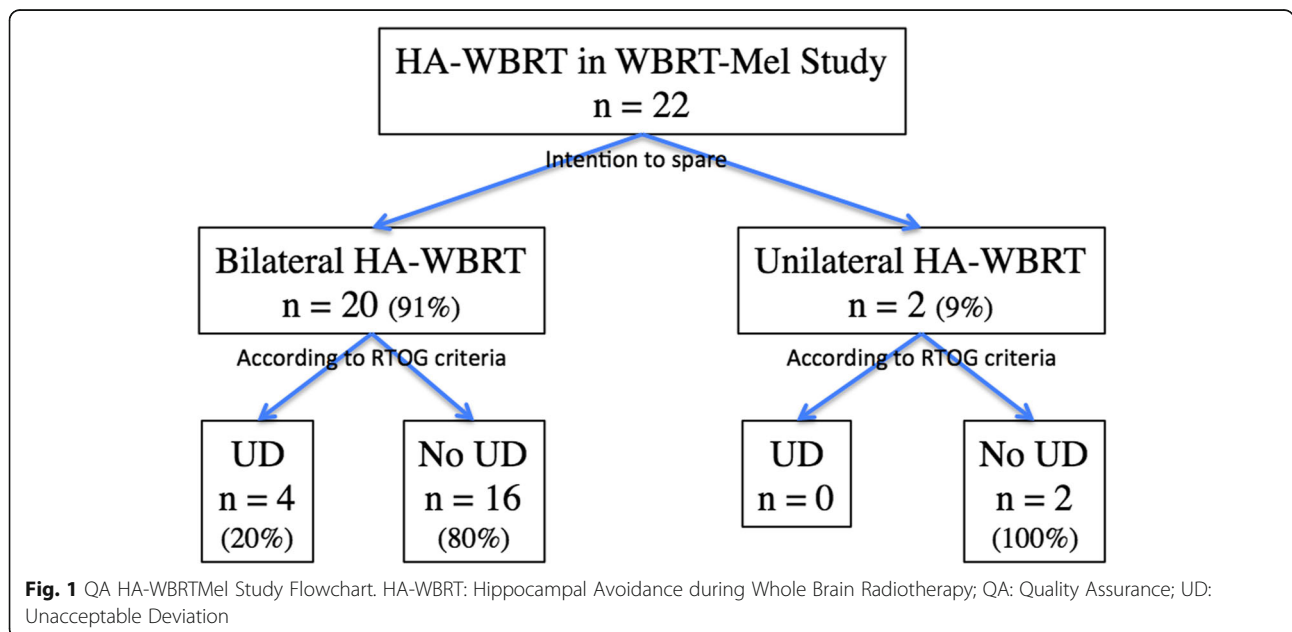 HA-WBRT in WBRT-Mel Study
n = 22
Intention to spare
Bilateral HA-WBRT
n = 20 (91%)
Unilateral HA-WBRT
n = 2 (9%)
According to RTOG criteria
According to RTOG criteria
UD
n = 4
(20%)
No UD
n = 16
(80%)
UD
n = 0
No UD
n = 2
(100%)
Fig. 1 QA HA-WBRTMel Study Flowchart. HA-WBRT: Hippocampal Avoidance during Whole Brain Radiotherapy; QA: Quality Assurance; UD:
Unacceptable Deviation